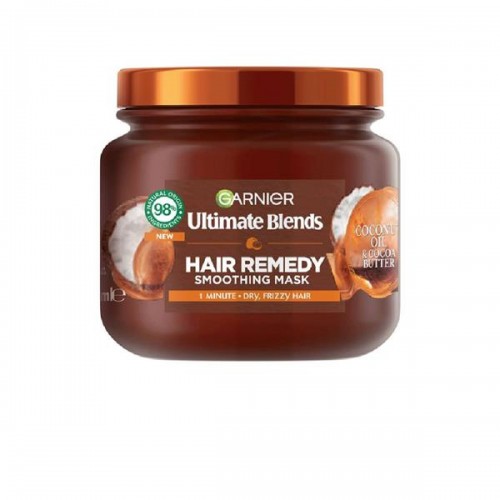 GARNIER
Ultimate Blends
HAIR REMEDY
SMOOTHING MASK
1 MINUTE • DRY, FRIZZY HAIR
NATURAL ORIGIN
98%
INGREDIENTS
NEW
COCONUT
OIL
& COCOA
BUTTER